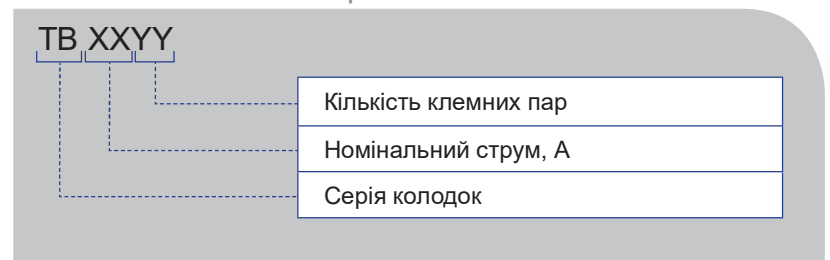 TB XXYY
Кількість клемних пар
Номінальний струм, А
Серія колодок